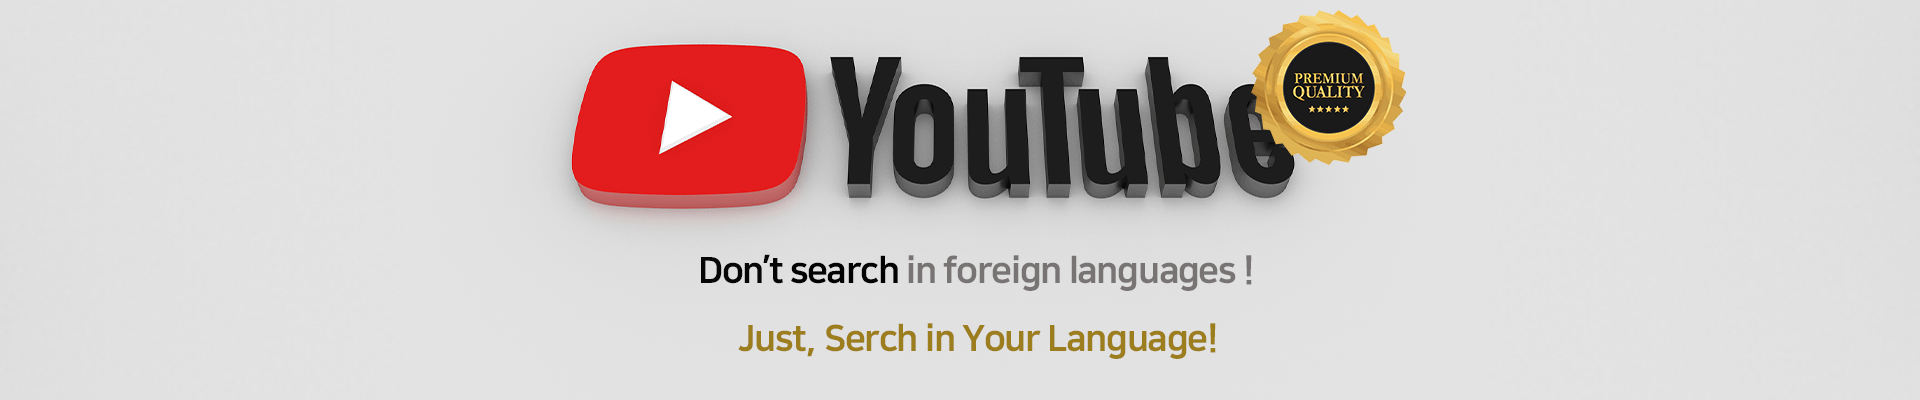 YouTube
PREMIUM
QUALITY
Don't search in foreign languages !
Just, Serch in Your Language!